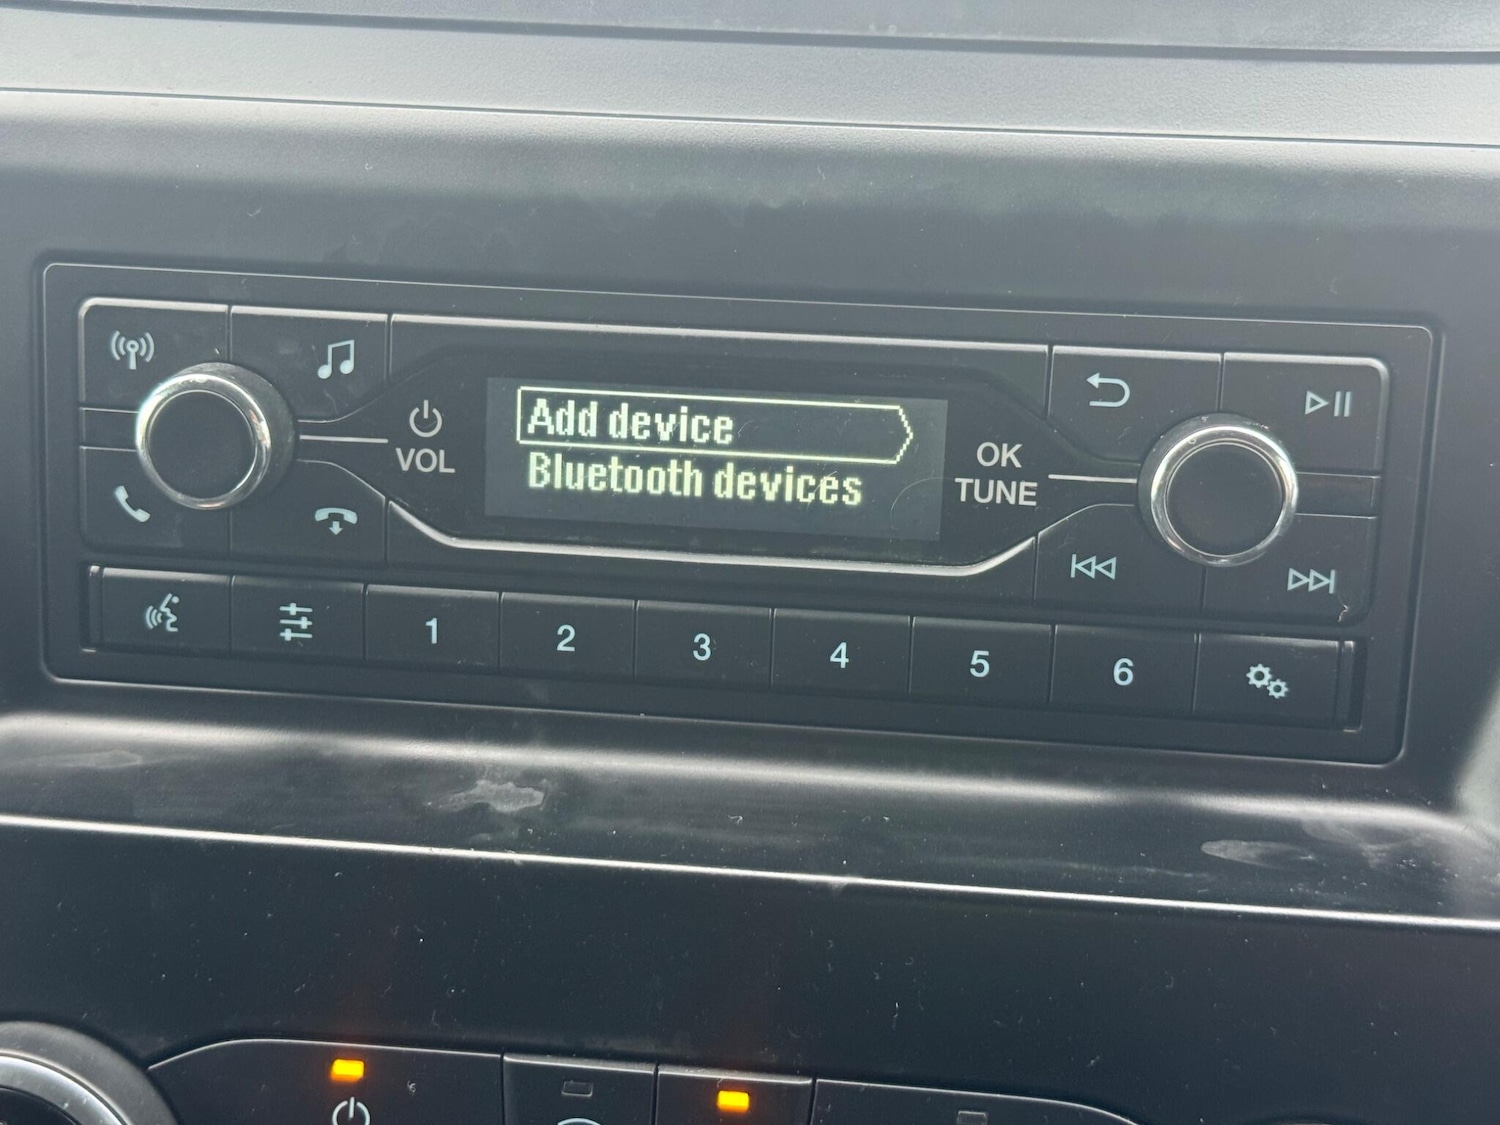 Add device
Bluetooth devices
VOL
OK
TUNE
1 2 3 4 5 6